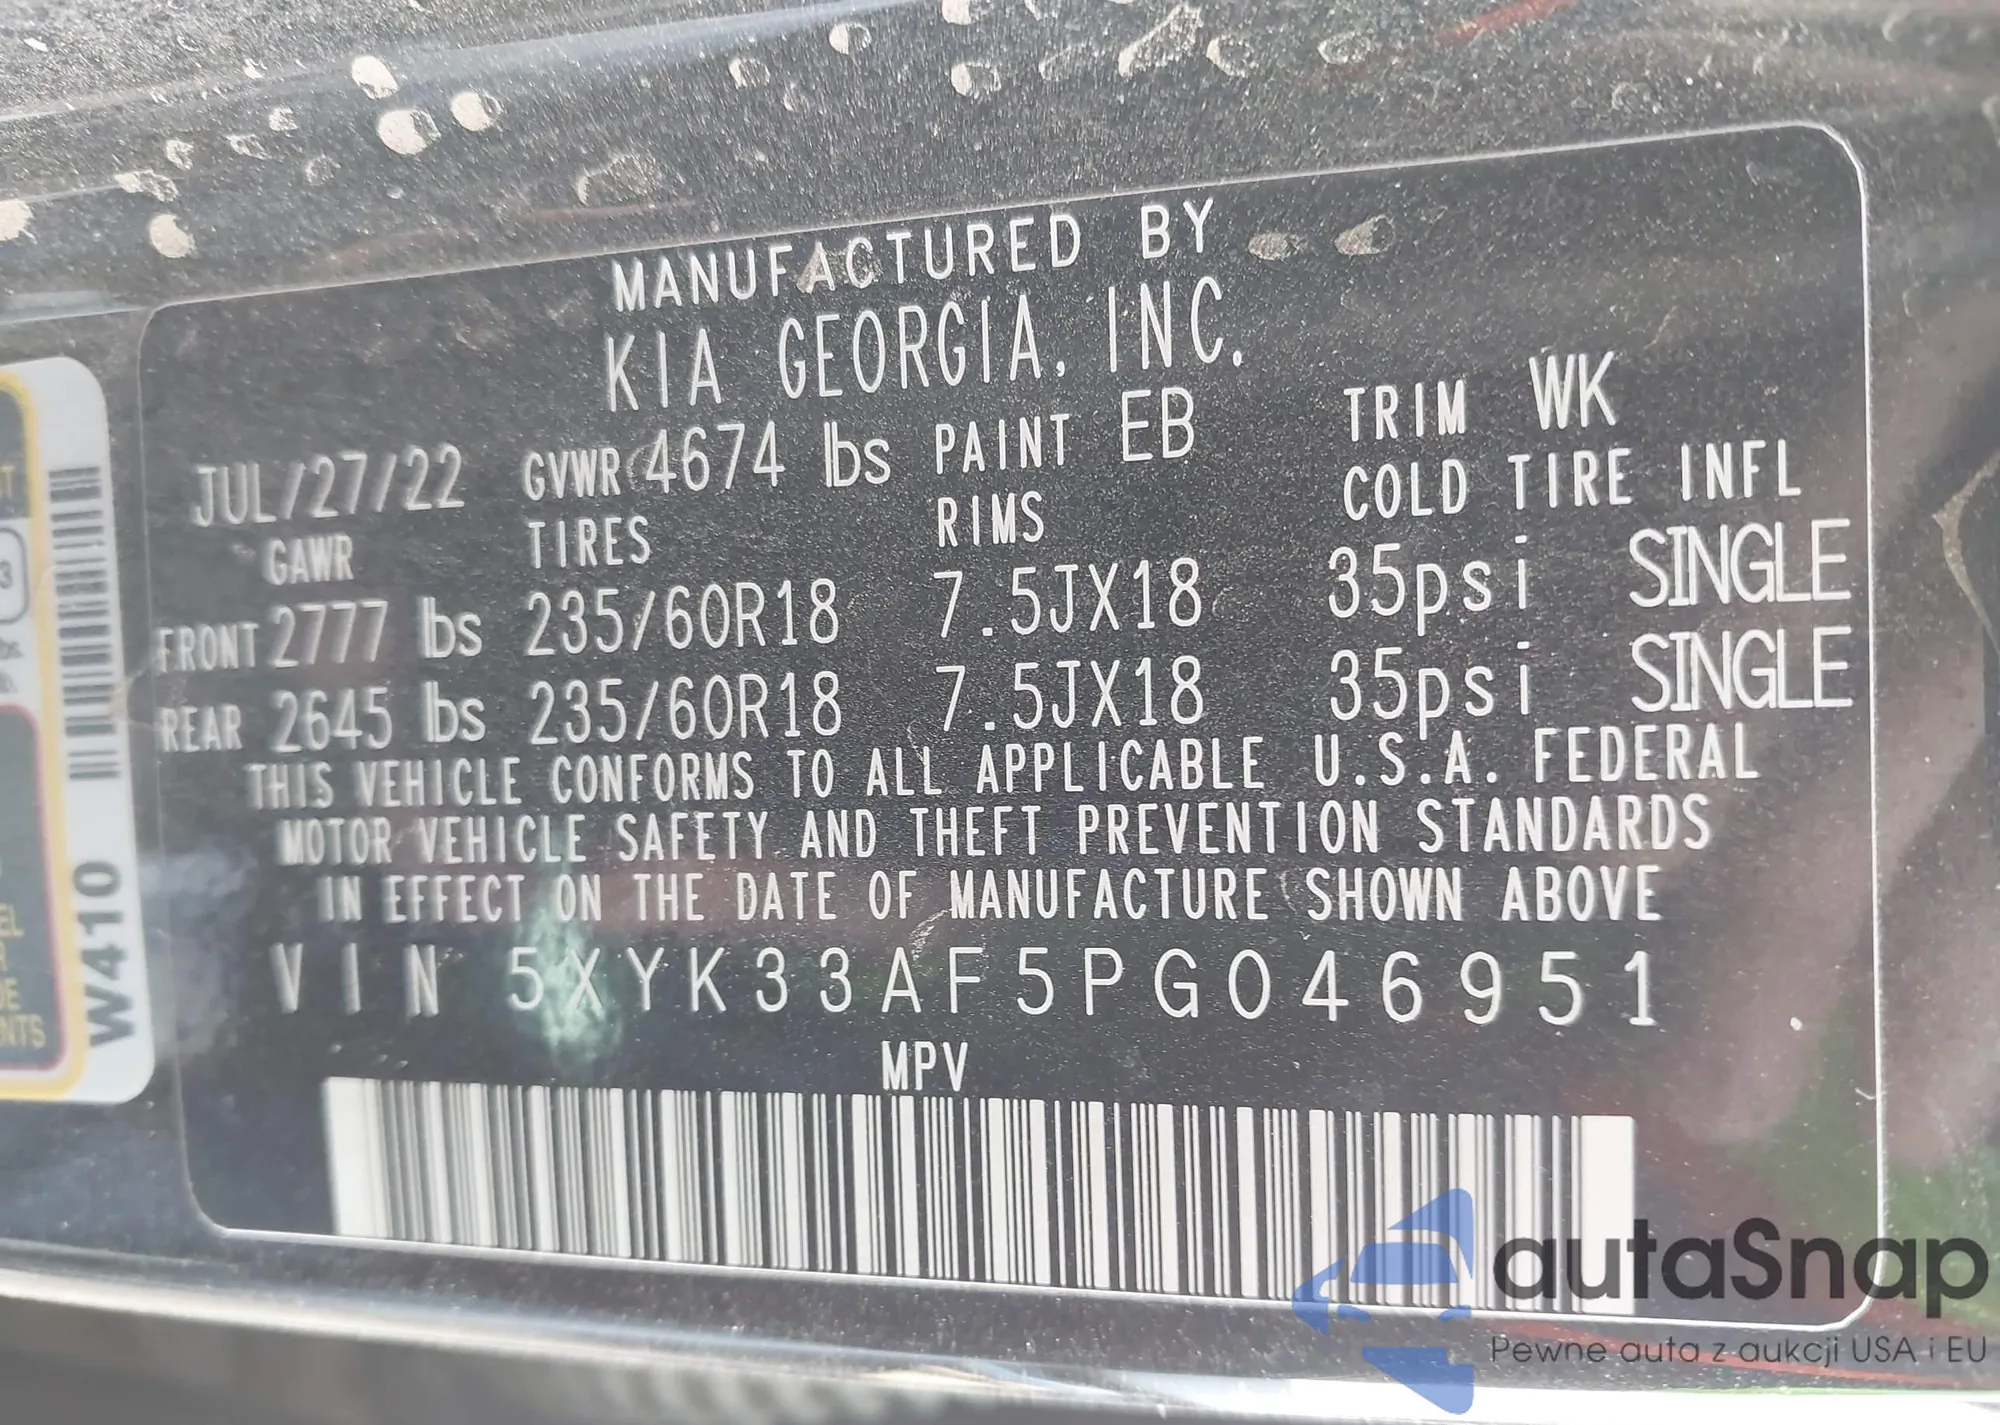 MANUFACTURED BY
KIA GEORGIA, INC.
JUL/27/22 GVWR 4674 lbs PAINT EB TRIM WK
GAWR TIRES RIMS COLD TIRE INFL
FRONT 2777 lbs 235/60R18 7.5JX18 35psi SINGLE
REAR 2645 lbs 235/60R18 7.5JX18 35psi SINGLE
THIS VEHICLE CONFORMS TO ALL APPLICABLE U.S.A. FEDERAL
MOTOR VEHICLE SAFETY AND THEFT PREVENTION STANDARDS
IN EFFECT ON THE DATE OF MANUFACTURE SHOWN ABOVE
VIN 5XYK33AF5PG046951
MPV
W410
3
autaSnap
Pewne auta z aukcji USA i EU